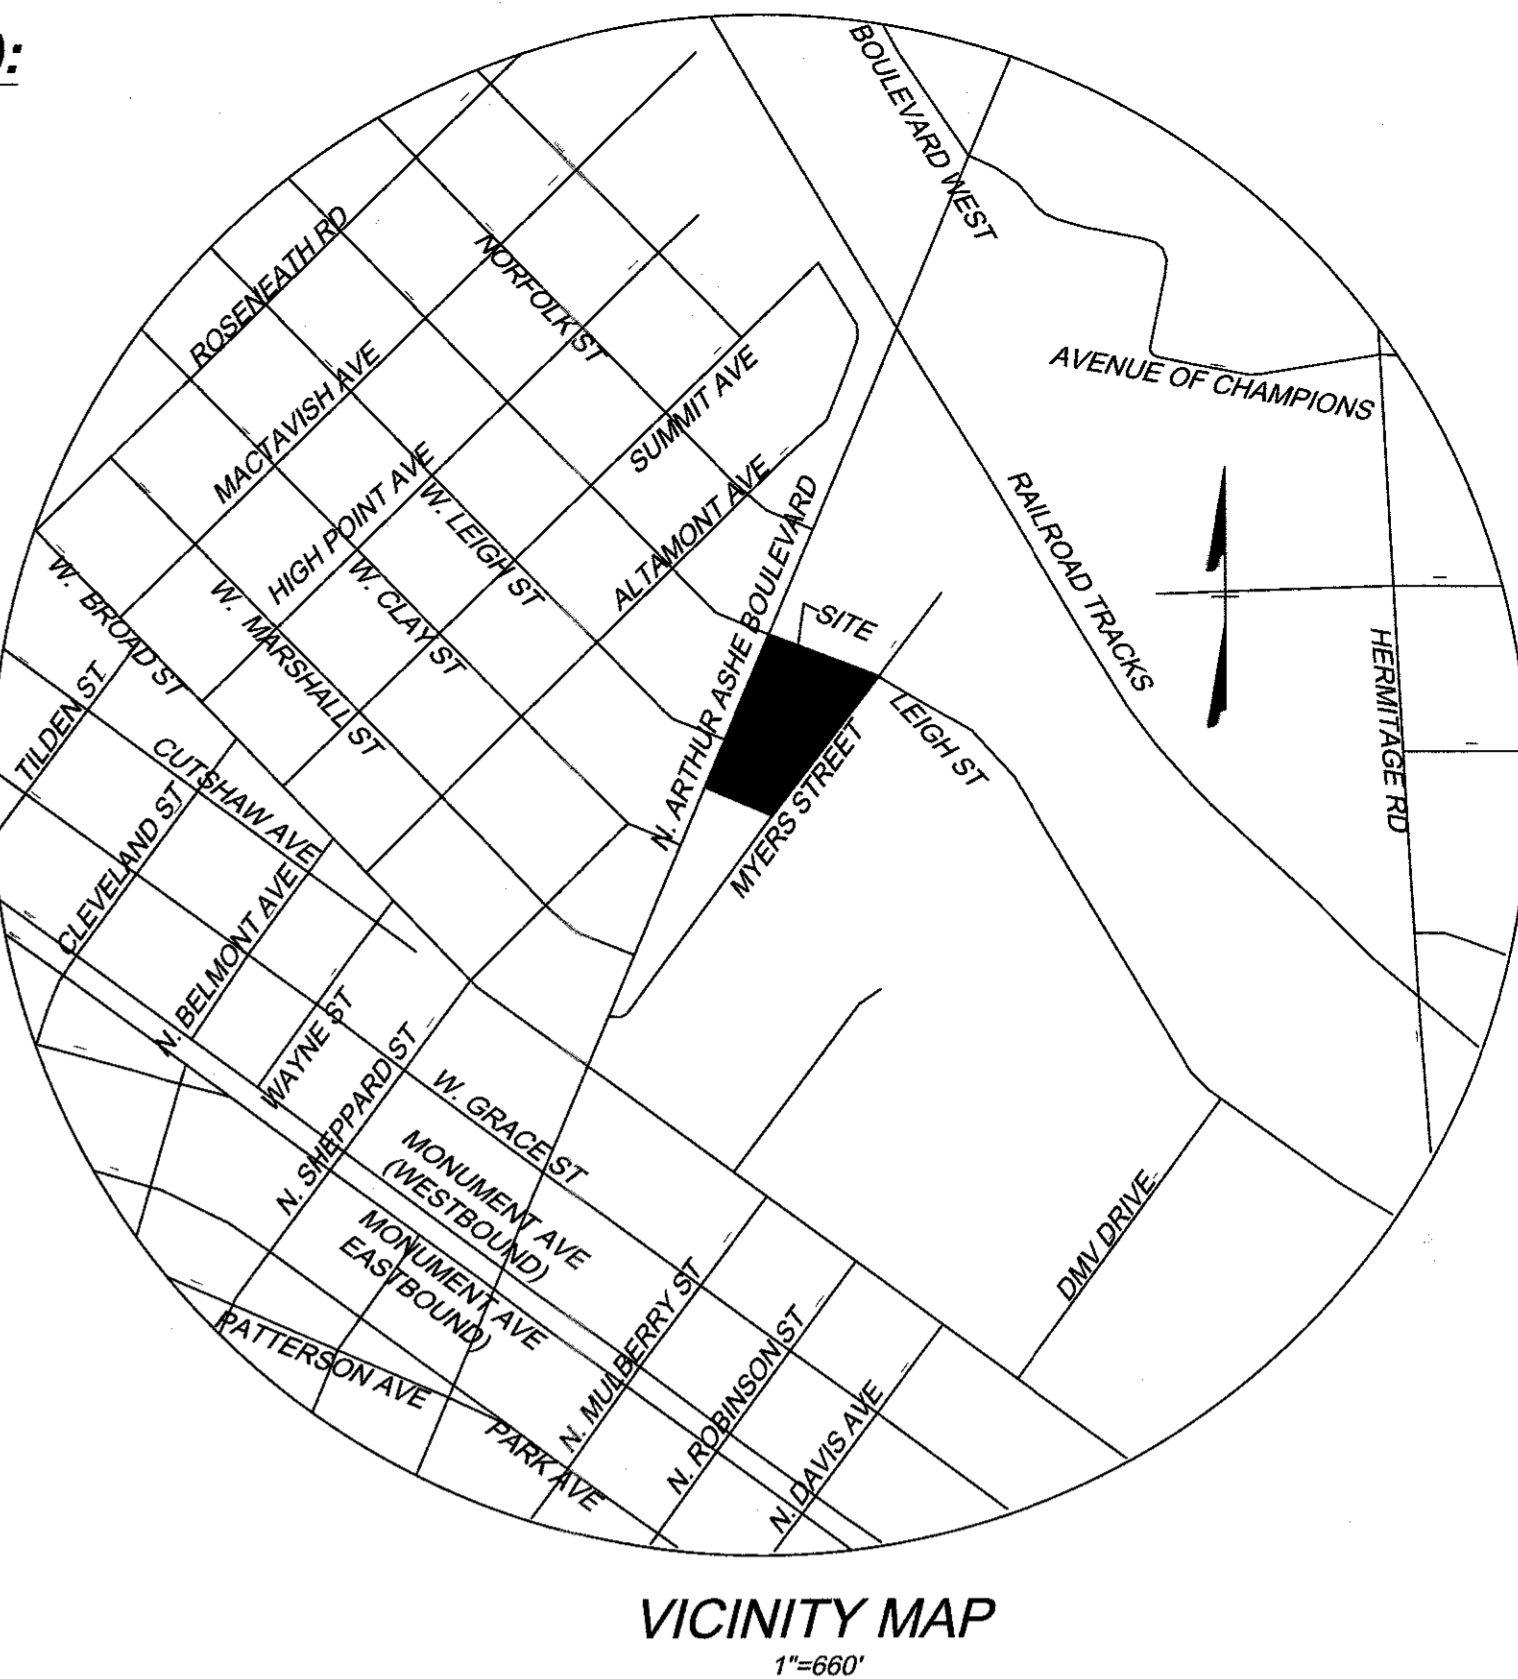 ):
BOULEVARD WEST
ROSENEATH RD
NORFOLK ST
MACTAVISH AVE
SUMMIT AVE
AVENUE OF CHAMPIONS
HIGH POINT AVE
W. LEIGH ST
ALTAMONT AVE
RAILROAD TRACKS
W. BROAD ST
W. MARSHALL ST
W. CLAY ST
N. ARTHUR ASHE BOULEVARD
SITE
HERMITAGE RD
TILDEN ST
CUTSHAW AVE
LEIGH ST
MYERS STREET
CLEVELAND ST
N. BELMONT AVE
WAYNE ST
N. SHEPPARD ST
W. GRACE ST
MONUMENT AVE
(WESTBOUND)
MONUMENT AVE
EASTBOUND)
DMV DRIVE
N. MULBERRY ST
N. ROBINSON ST
N. DAVIS AVE
PATTERSON AVE
PARK AVE
VICINITY MAP
1"=660'